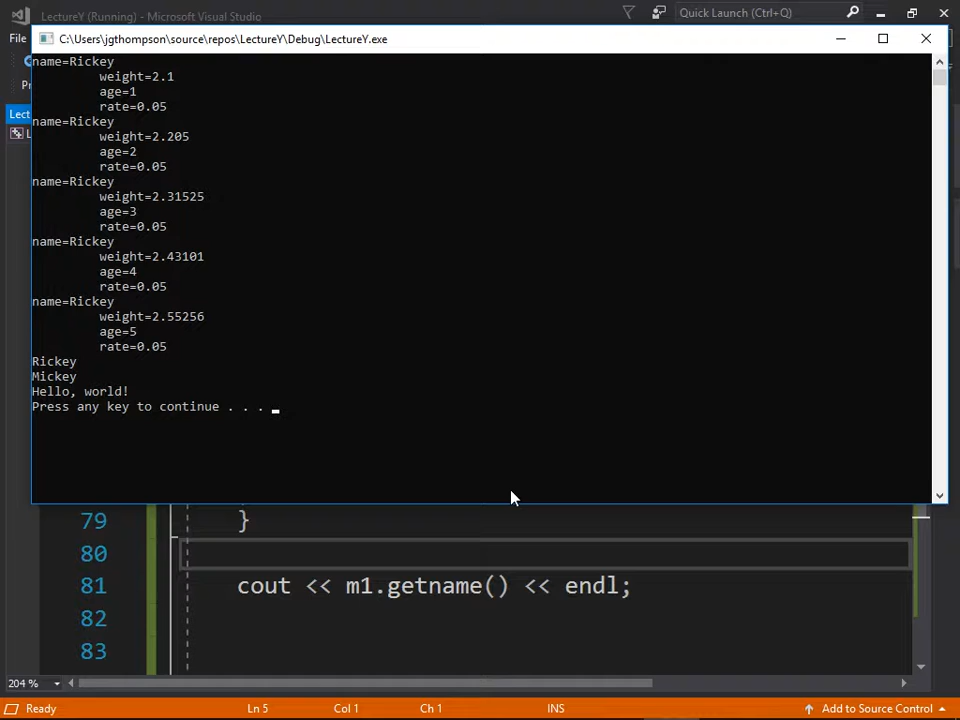 LectureY (Running) - Microsoft Visual Studio
Quick Launch (Ctrl+Q)
File
C:\Users\jgthompson\source\repos\LectureY\Debug\LectureY.exe
Lect
name=Rickey
weight=2.1
age=1
rate=0.05
name=Rickey
weight=2.205
age=2
rate=0.05
name=Rickey
weight=2.31525
age=3
rate=0.05
name=Rickey
weight=2.43101
age=4
rate=0.05
name=Rickey
weight=2.55256
age=5
rate=0.05
Rickey
Mickey
Hello, world!
Press any key to continue . . .
79 }
80
81 cout << m1.getname() << endl;
82
83
204 %
Ready Ln 5 Col 1 Ch 1 INS Add to Source Control